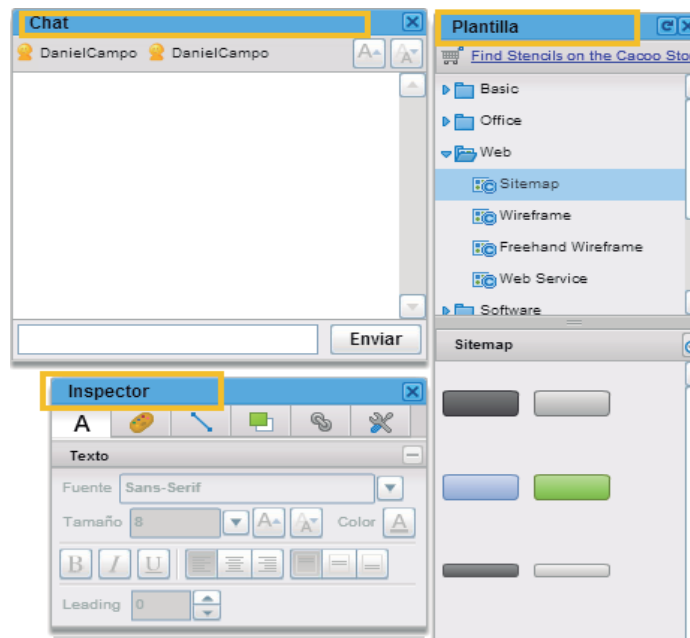 Chat
DanielCampo DanielCampo
A A
Enviar
Plantilla
Find Stencils on the Cacoo Sto
Basic
Office
Web
Sitemap
Wireframe
Freehand Wireframe
Web Service
Software
Sitemap
Inspector
A
Texto
Fuente Sans-Serif
Tamaño 8 A A Color A
B I U
Leading 0